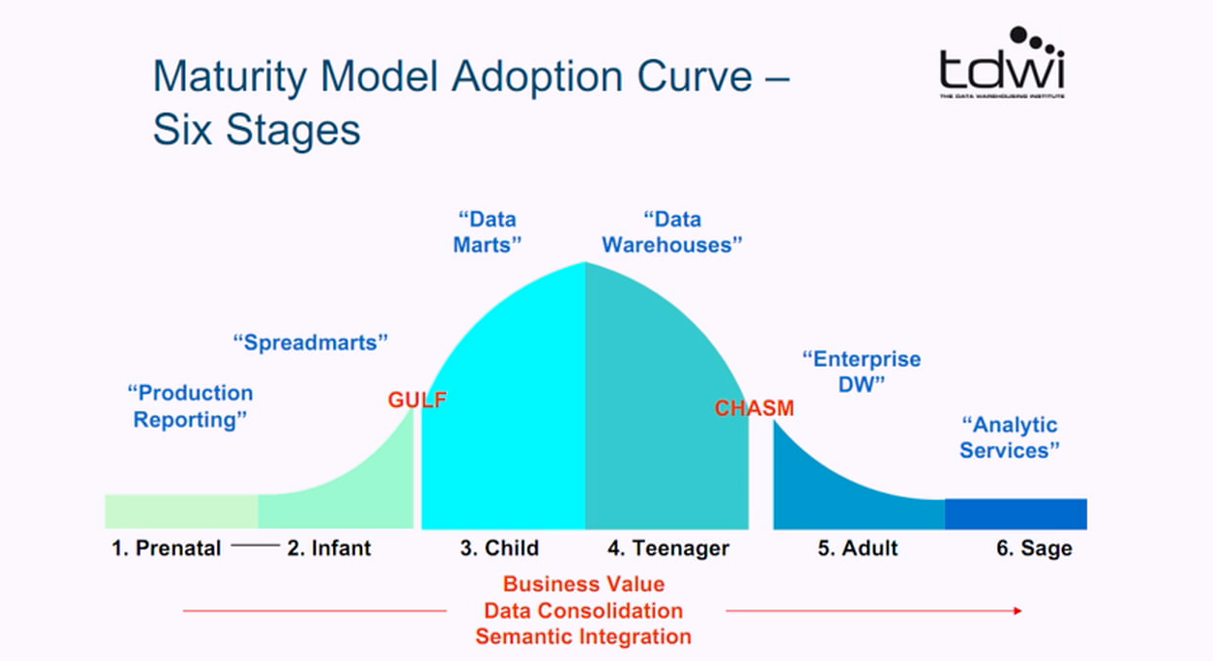 Maturity Model Adoption Curve –
Six Stages
tdwi
THE DATA WAREHOUSING INSTITUTE
“Data
Marts”
“Data
Warehouses”
“Spreadmarts”
“Production
Reporting”
GULF
CHASM
“Enterprise
DW”
“Analytic
Services”
1. Prenatal
2. Infant
3. Child
4. Teenager
5. Adult
6. Sage
Business Value
Data Consolidation
Semantic Integration